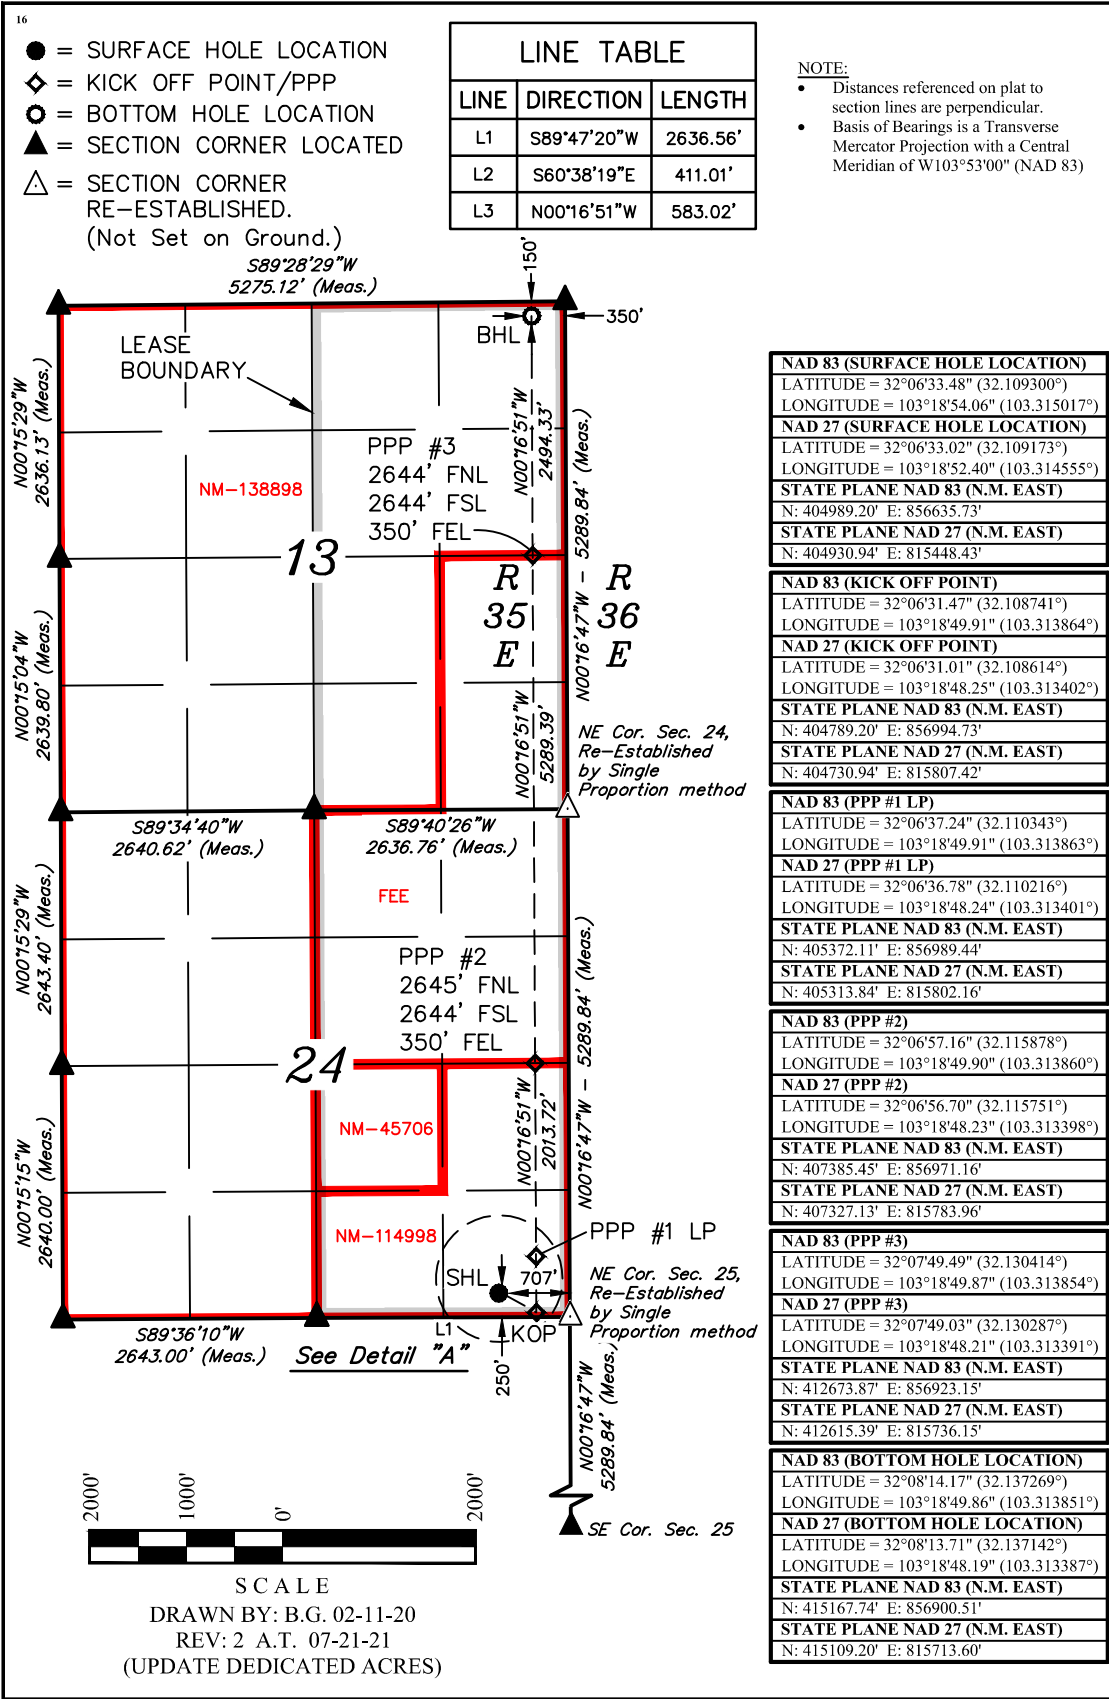 16
= SURFACE HOLE LOCATION
= KICK OFF POINT/PPP
= BOTTOM HOLE LOCATION
= SECTION CORNER LOCATED
= SECTION CORNER
RE-ESTABLISHED.
(Not Set on Ground.)
LINE TABLE
LINE DIRECTION LENGTH
L1 S89°47'20"W 2636.56'
L2 S60°38'19"E 411.01'
L3 N00°16'51"W 583.02'
NOTE:
• Distances referenced on plat to
section lines are perpendicular.
• Basis of Bearings is a Transverse
Mercator Projection with a Central
Meridian of W103°53'00" (NAD 83)
S89°28'29"W
5275.12' (Meas.)
150'
350'
BHL
LEASE
BOUNDARY
N00°15'29"W
2636.13' (Meas.)
N00°16'51"W
2494.33'
PPP #3
2644' FNL
2644' FSL
350' FEL
NM-138898
13
R
35
E
R
36
E
N00°16'47"W - 5289.84' (Meas.)
N00°15'04"W
2639.80' (Meas.)
N00°16'51"W
5289.39'
NE Cor. Sec. 24,
Re-Established
by Single
Proportion method
S89°34'40"W
2640.62' (Meas.)
S89°40'26"W
2636.76' (Meas.)
FEE
N00°15'29"W
2643.40' (Meas.)
PPP #2
2645' FNL
2644' FSL
350' FEL
24
N00°16'47"W - 5289.84' (Meas.)
NM-45706
N00°16'51"W
2013.72'
N00°15'15"W
2640.00' (Meas.)
NM-114998
PPP #1 LP
SHL
707'
NE Cor. Sec. 25,
Re-Established
by Single
Proportion method
L1
KOP
S89°36'10"W
2643.00' (Meas.)
See Detail "A"
250'
N00°16'47"W
5289.84' (Meas.)
SE Cor. Sec. 25
2000'
1000'
0'
2000'
SCALE
DRAWN BY: B.G. 02-11-20
REV: 2 A.T. 07-21-21
(UPDATE DEDICATED ACRES)
NAD 83 (SURFACE HOLE LOCATION)
LATITUDE = 32°06'33.48" (32.109300°)
LONGITUDE = 103°18'54.06" (103.315017°)
NAD 27 (SURFACE HOLE LOCATION)
LATITUDE = 32°06'33.02" (32.109173°)
LONGITUDE = 103°18'52.40" (103.314555°)
STATE PLANE NAD 83 (N.M. EAST)
N: 404989.20' E: 856635.73'
STATE PLANE NAD 27 (N.M. EAST)
N: 404930.94' E: 815448.43'
NAD 83 (KICK OFF POINT)
LATITUDE = 32°06'31.47" (32.108741°)
LONGITUDE = 103°18'49.91" (103.313864°)
NAD 27 (KICK OFF POINT)
LATITUDE = 32°06'31.01" (32.108614°)
LONGITUDE = 103°18'48.25" (103.313402°)
STATE PLANE NAD 83 (N.M. EAST)
N: 404789.20' E: 856994.73'
STATE PLANE NAD 27 (N.M. EAST)
N: 404730.94' E: 815807.42'
NAD 83 (PPP #1 LP)
LATITUDE = 32°06'37.24" (32.110343°)
LONGITUDE = 103°18'49.91" (103.313863°)
NAD 27 (PPP #1 LP)
LATITUDE = 32°06'36.78" (32.110216°)
LONGITUDE = 103°18'48.24" (103.313401°)
STATE PLANE NAD 83 (N.M. EAST)
N: 405372.11' E: 856989.44'
STATE PLANE NAD 27 (N.M. EAST)
N: 405313.84' E: 815802.16'
NAD 83 (PPP #2)
LATITUDE = 32°06'57.16" (32.115878°)
LONGITUDE = 103°18'49.90" (103.313860°)
NAD 27 (PPP #2)
LATITUDE = 32°06'56.70" (32.115751°)
LONGITUDE = 103°18'48.23" (103.313398°)
STATE PLANE NAD 83 (N.M. EAST)
N: 407385.45' E: 856971.16'
STATE PLANE NAD 27 (N.M. EAST)
N: 407327.13' E: 815783.96'
NAD 83 (PPP #3)
LATITUDE = 32°07'49.49" (32.130414°)
LONGITUDE = 103°18'49.87" (103.313854°)
NAD 27 (PPP #3)
LATITUDE = 32°07'49.03" (32.130287°)
LONGITUDE = 103°18'48.21" (103.313391°)
STATE PLANE NAD 83 (N.M. EAST)
N: 412673.87' E: 856923.15'
STATE PLANE NAD 27 (N.M. EAST)
N: 412615.39' E: 815736.15'
NAD 83 (BOTTOM HOLE LOCATION)
LATITUDE = 32°08'14.17" (32.137269°)
LONGITUDE = 103°18'49.86" (103.313851°)
NAD 27 (BOTTOM HOLE LOCATION)
LATITUDE = 32°08'13.71" (32.137142°)
LONGITUDE = 103°18'48.19" (103.313387°)
STATE PLANE NAD 83 (N.M. EAST)
N: 415167.74' E: 856900.51'
STATE PLANE NAD 27 (N.M. EAST)
N: 415109.20' E: 815713.60'